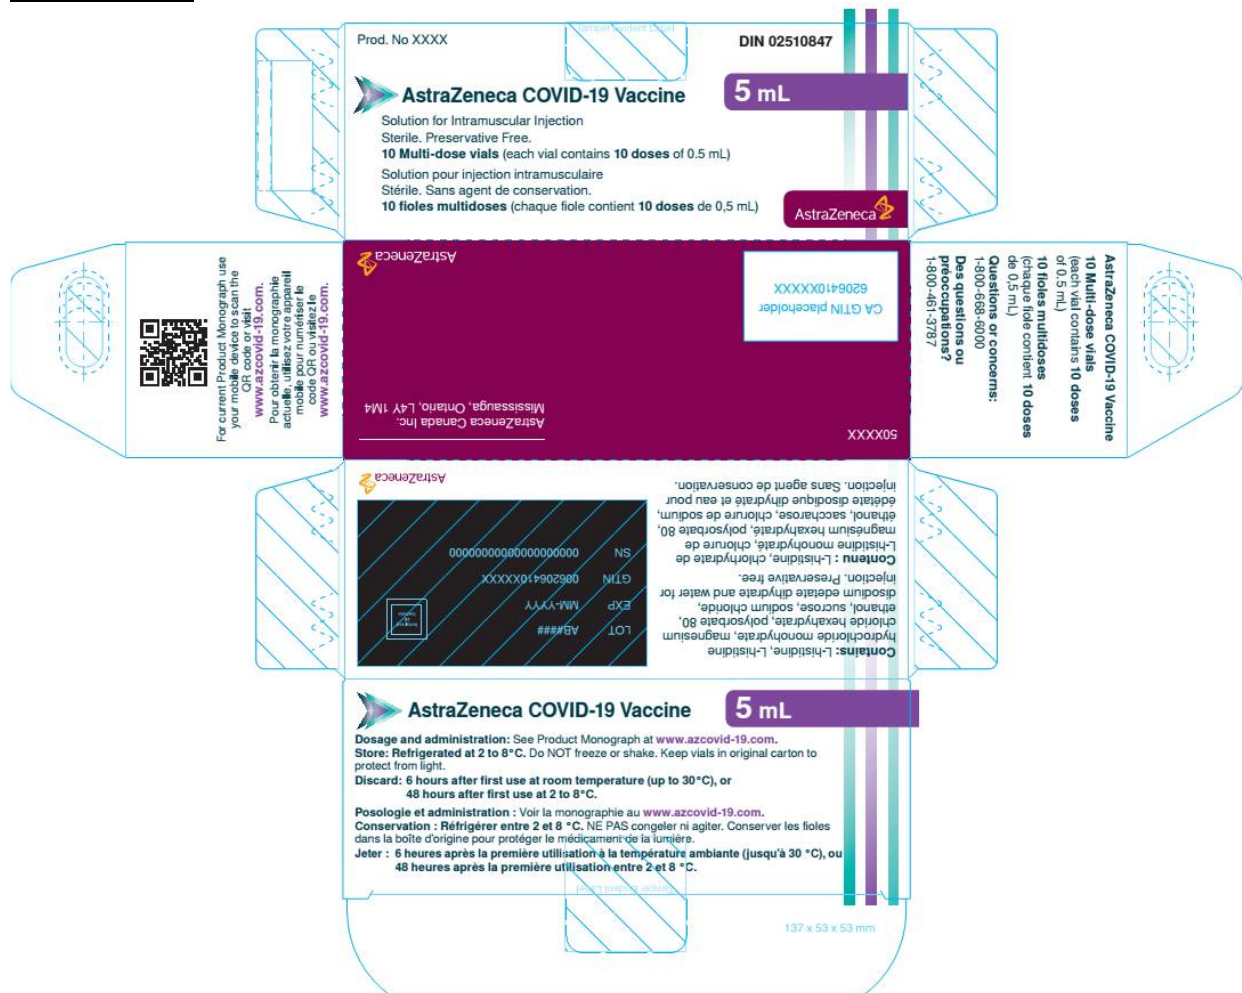 Tamper Evident Label
Prod. No XXXX
DIN 02510847
AstraZeneca COVID-19 Vaccine
5 mL
Solution for Intramuscular Injection
Sterile. Preservative Free.
10 Multi-dose vials (each vial contains 10 doses of 0.5 mL)
Solution pour injection intramusculaire
Stérile. Sans agent de conservation.
10 fioles multidoses (chaque fiole contient 10 doses de 0,5 mL)
AstraZeneca
For current Product Monograph use
your mobile device to scan the
QR code or visit
www.azcovid-19.com.
Pour obtenir la monographie
actuelle, utilisez votre appareil
mobile pour numériser le
code QR ou visitez le
www.azcovid-19.com.
AstraZeneca
CA GTIN placeholder
6206410XXXXX
AstraZeneca Canada Inc.
Mississauga, Ontario, L4Y 1M4
50XXXX
AstraZeneca COVID-19 Vaccine
10 Multi-dose vials
(each vial contains 10 doses
of 0.5 mL)
10 fioles multidoses
(chaque fiole contient 10 doses
de 0,5 mL)
Questions or concerns:
1-800-668-6000
Des questions ou
préoccupations?
1-800-461-3787
Contains: L-histidine, L-histidine
hydrochloride monohydrate, magnesium
chloride hexahydrate, polysorbate 80,
ethanol, sucrose, sodium chloride,
disodium edetate dihydrate and water for
injection. Preservative free.
Contenu : L-histidine, chlorhydrate de
L-histidine monohydraté, chlorure de
magnésium hexahydraté, polysorbate 80,
éthanol, saccharose, chlorure de sodium,
édétate disodique dihydraté et eau pour
injection. Sans agent de conservation.
LOT AB####
EXP MM-YYYY
GTIN 006206410XXXXX
SN 00000000000000000000
AstraZeneca
AstraZeneca COVID-19 Vaccine
5 mL
Dosage and administration: See Product Monograph at www.azcovid-19.com.
Store: Refrigerated at 2 to 8°C. Do NOT freeze or shake. Keep vials in original carton to
protect from light.
Discard: 6 hours after first use at room temperature (up to 30°C), or
48 hours after first use at 2 to 8°C.
Posologie et administration : Voir la monographie au www.azcovid-19.com.
Conservation : Réfrigérer entre 2 et 8 °C. NE PAS congeler ni agiter. Conserver les fioles
dans la boîte d'origine pour protéger le médicament de la lumière.
Jeter : 6 heures après la première utilisation à la température ambiante (jusqu'à 30 °C), ou
48 heures après la première utilisation entre 2 et 8 °C.
Tamper Evident Label
137 x 53 x 53 mm